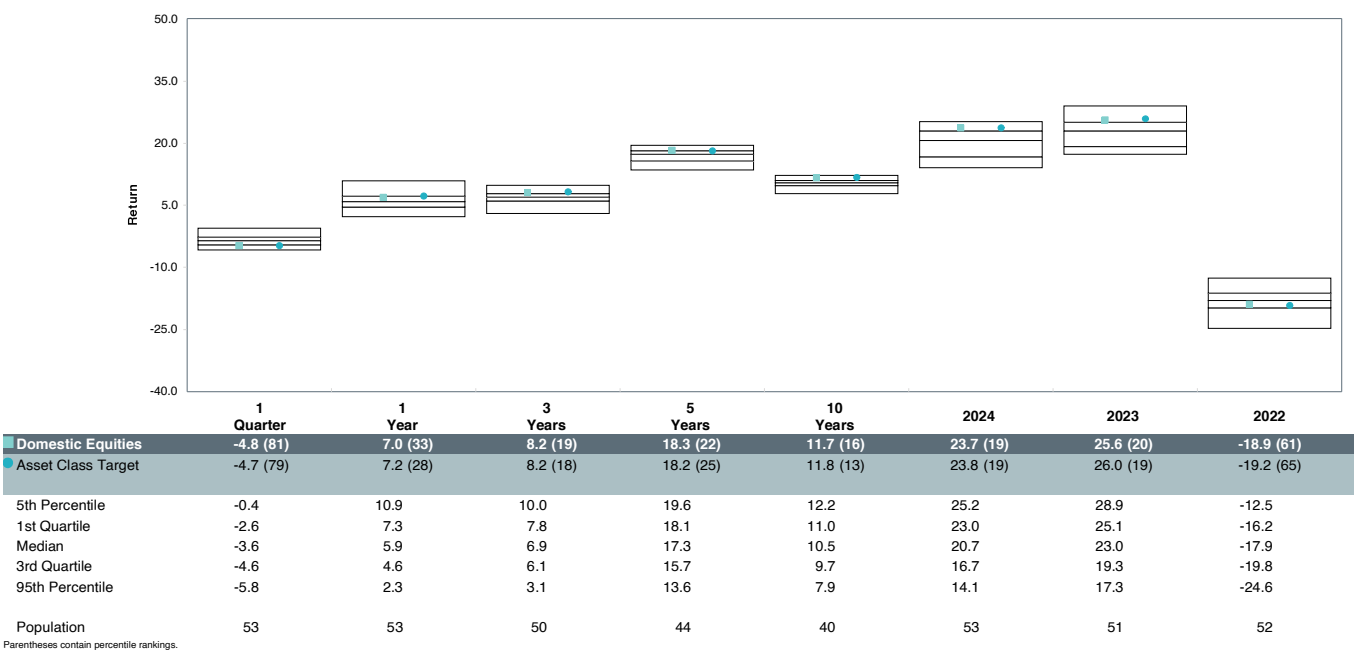 50.0
35.0
20.0
5.0
-10.0
-25.0
-40.0
Return
1 Quarter 1 Year 3 Years 5 Years 10 Years 2024 2023 2022
Domestic Equities -4.8 (81) 7.0 (33) 8.2 (19) 18.3 (22) 11.7 (16) 23.7 (19) 25.6 (20) -18.9 (61)
Asset Class Target -4.7 (79) 7.2 (28) 8.2 (18) 18.2 (25) 11.8 (13) 23.8 (19) 26.0 (19) -19.2 (65)
5th Percentile -0.4 10.9 10.0 19.6 12.2 25.2 28.9 -12.5
1st Quartile -2.6 7.3 7.8 18.1 11.0 23.0 25.1 -16.2
Median -3.6 5.9 6.9 17.3 10.5 20.7 23.0 -17.9
3rd Quartile -4.6 4.6 6.1 15.7 9.7 16.7 19.3 -19.8
95th Percentile -5.8 2.3 3.1 13.6 7.9 14.1 17.3 -24.6
Population 53 53 50 44 40 53 51 52
Parentheses contain percentile rankings.